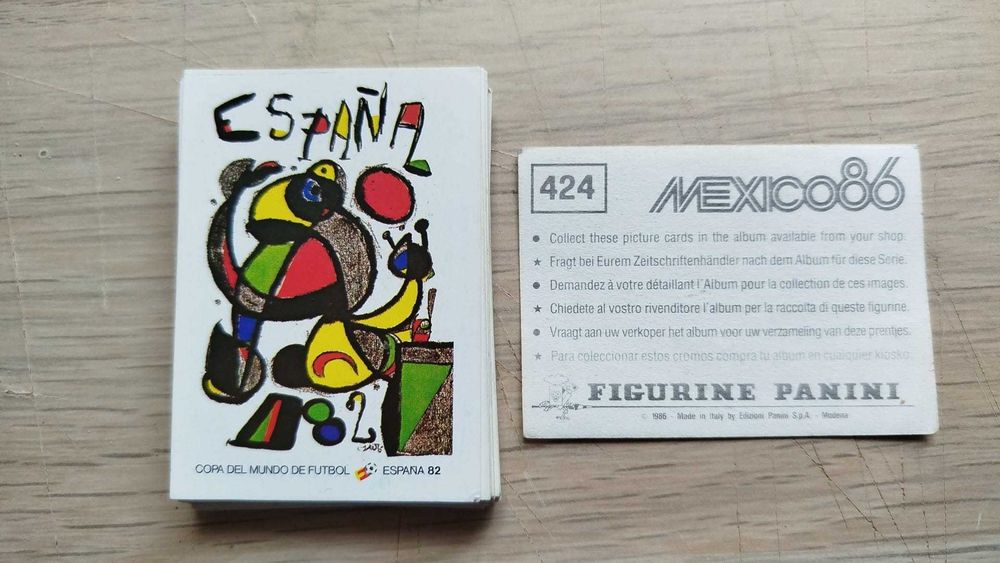 ESPAÑA
82
COPA DEL MUNDO DE FUTBOL ESPAÑA 82
424
MEXICO86
● Collect these picture cards in the album available from your shop.
★ Fragt bei Eurem Zeitschriftenhändler nach dem Album für diese Serie.
● Demandez à votre détaillant l'Album pour la collection de ces images.
★ Chiedete al vostro rivenditore l'album per la raccolta di queste figurine.
● Vraagt aan uw verkoper het album voor uw verzameling van deze prentjes.
★ Para coleccionar estos cromos compra tu album en cualquier kiosko.
FIGURINE PANINI
© 1986 - Made in Italy by Edizioni Panini S.p.A. - Modena